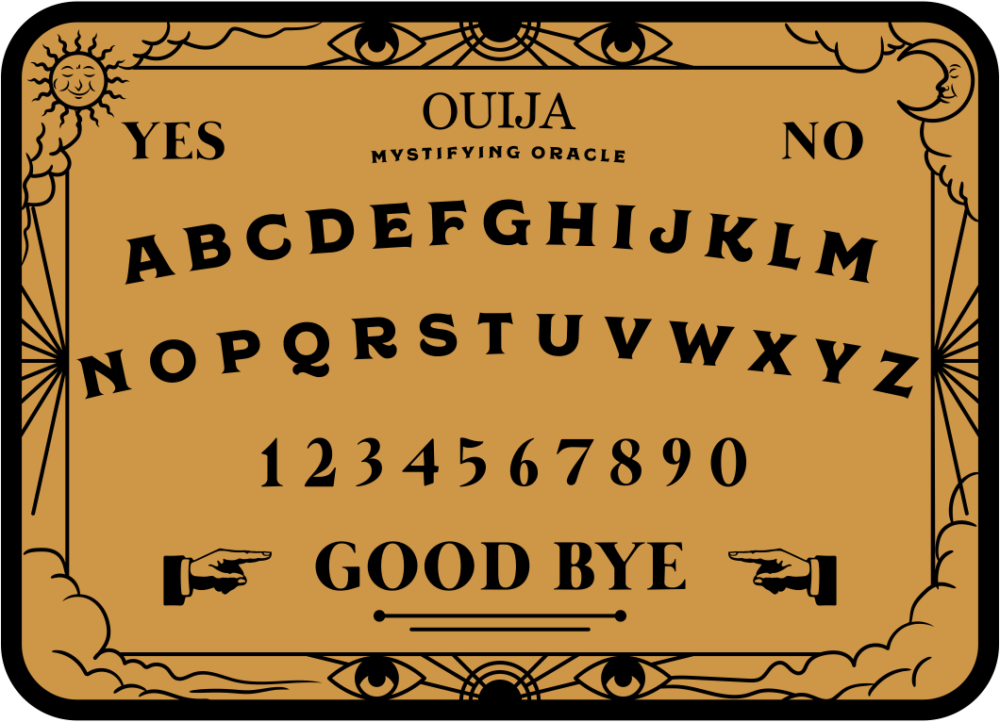 OUIJA
YES NO
MYSTIFYING ORACLE
ABCDEFGHIJKLM
NOPQRSTUVWXYZ
1234567890
GOOD BYE